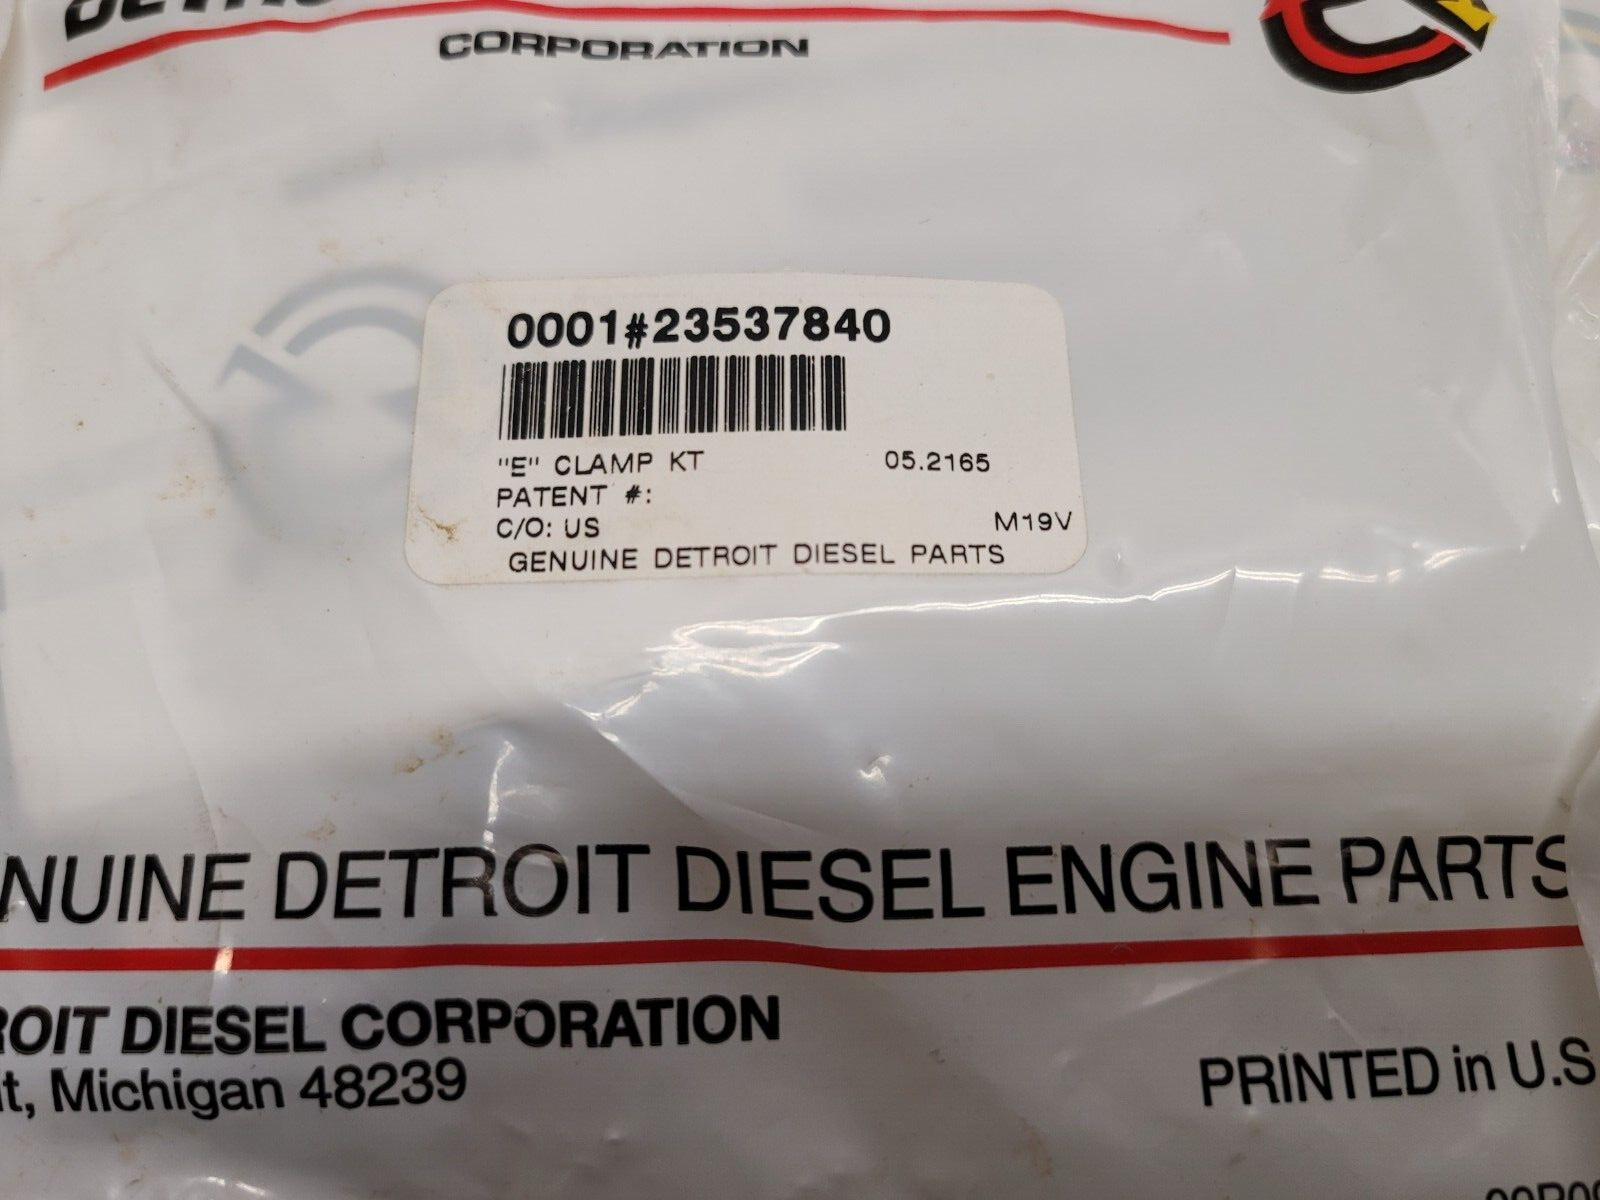 CORPORATION
0001#23537840
"E" CLAMP KT 05.2165
PATENT #:
C/O: US M19V
GENUINE DETROIT DIESEL PARTS
NUINE DETROIT DIESEL ENGINE PARTS
ROIT DIESEL CORPORATION
it, Michigan 48239
PRINTED in U.S